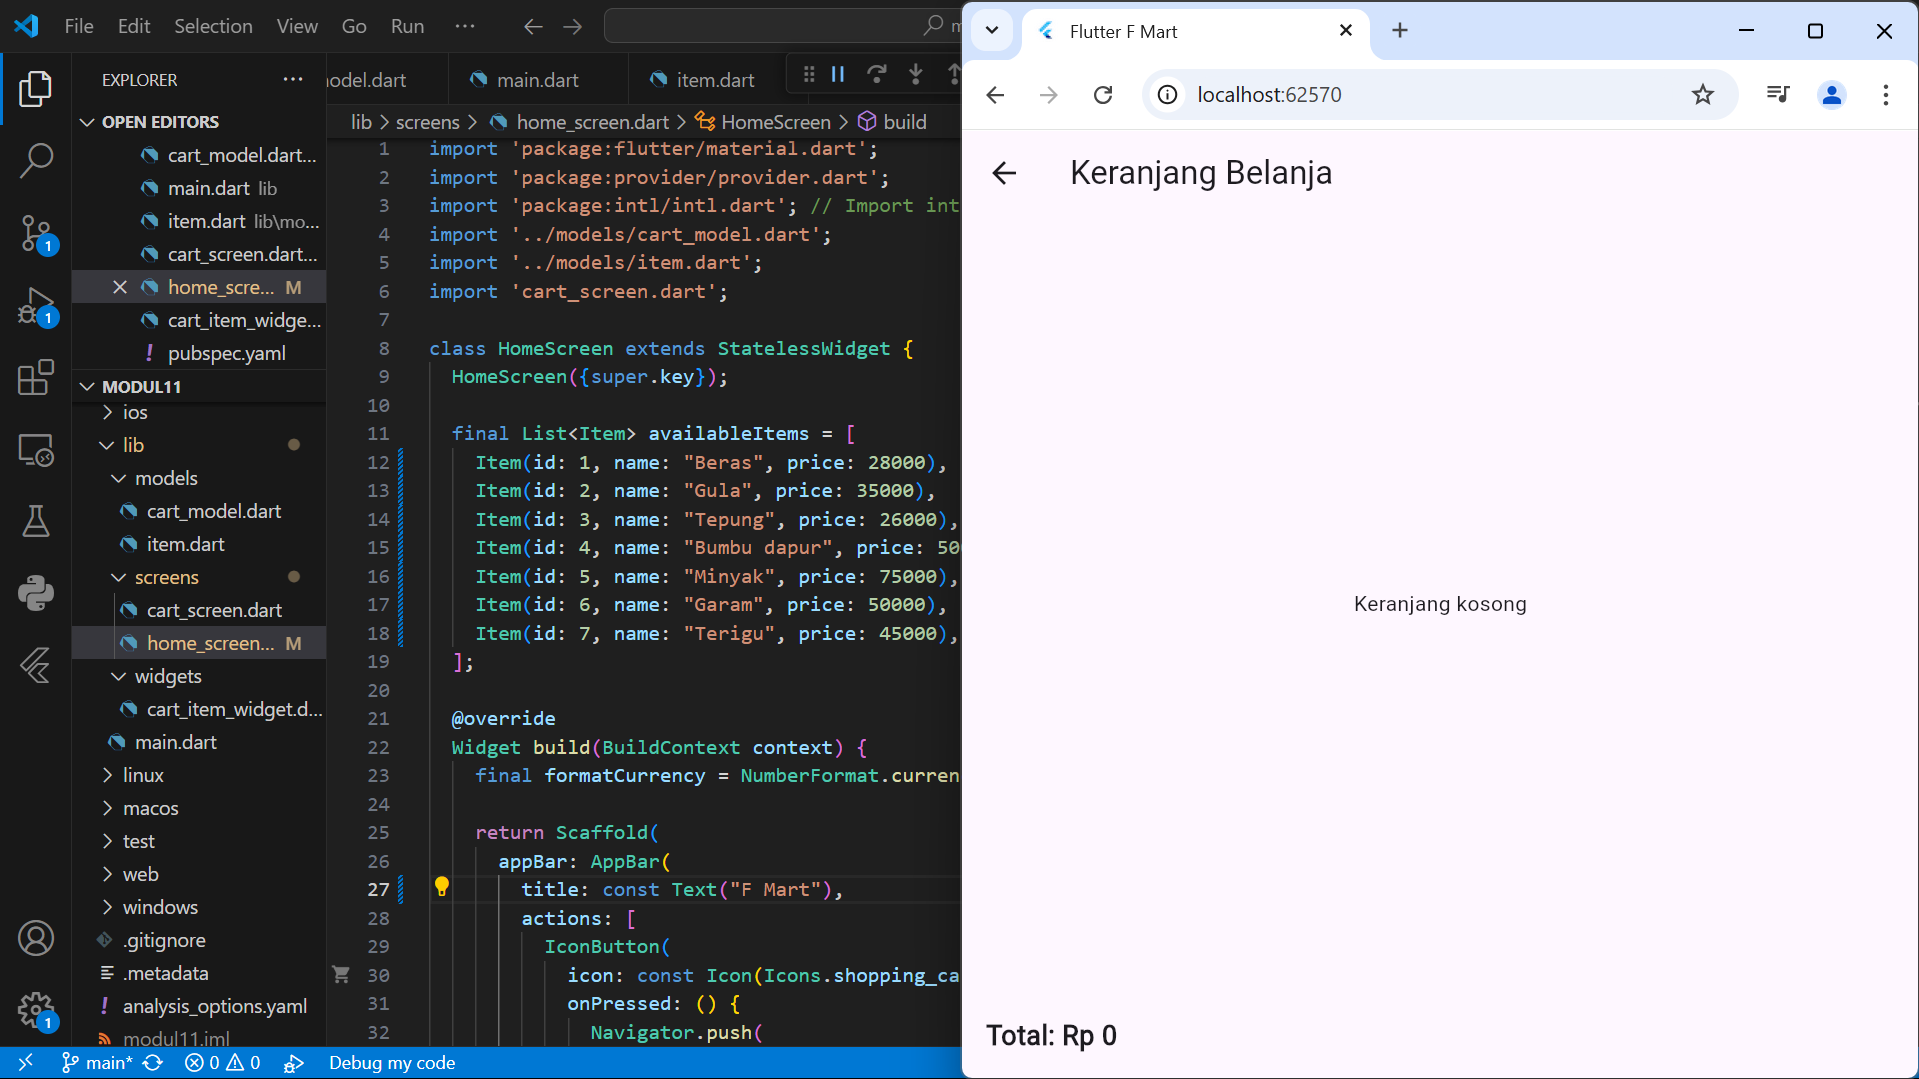 File Edit Selection View Go Run ···
EXPLORER ···
OPEN EDITORS
cart_model.dart...
main.dart lib
item.dart lib\mo...
cart_screen.dart...
home_scre... M
cart_item_widge...
! pubspec.yaml
MODUL11
ios
lib
models
cart_model.dart
item.dart
screens
cart_screen.dart
home_screen... M
widgets
cart_item_widget.d...
main.dart
linux
macos
test
web
windows
.gitignore
.metadata
! analysis_options.yaml
modul11.iml
1
1
1
odel.dart main.dart item.dart
lib > screens > home_screen.dart > HomeScreen > build
1 import 'package:flutter/material.dart';
2 import 'package:provider/provider.dart';
3 import 'package:intl/intl.dart'; // Import int
4 import '../models/cart_model.dart';
5 import '../models/item.dart';
6 import 'cart_screen.dart';
7
8 class HomeScreen extends StatelessWidget {
9 HomeScreen({super.key});
10
11 final List<Item> availableItems = [
12 Item(id: 1, name: "Beras", price: 28000),
13 Item(id: 2, name: "Gula", price: 35000),
14 Item(id: 3, name: "Tepung", price: 26000),
15 Item(id: 4, name: "Bumbu dapur", price: 50
16 Item(id: 5, name: "Minyak", price: 75000),
17 Item(id: 6, name: "Garam", price: 50000),
18 Item(id: 7, name: "Terigu", price: 45000),
19 ];
20
21 @override
22 Widget build(BuildContext context) {
23 final formatCurrency = NumberFormat.curren
24
25 return Scaffold(
26 appBar: AppBar(
27 title: const Text("F Mart"),
28 actions: [
29 IconButton(
30 icon: const Icon(Icons.shopping_ca
31 onPressed: () {
32 Navigator.push(
main* 0 0 Debug my code
Flutter F Mart
localhost:62570
Keranjang Belanja
Keranjang kosong
Total: Rp 0